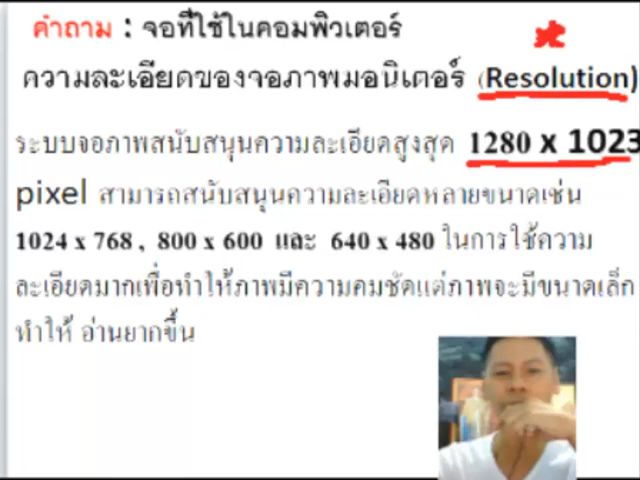 คำถาม : จอที่ใช้ในคอมพิวเตอร์
ความละเอียดของจอภาพมอนิเตอร์ (Resolution)
ระบบจอภาพสนับสนุนความละเอียดสูงสุด 1280 x 1023
pixel สามารถสนับสนุนความละเอียดหลายขนาดเช่น
1024 x 768 , 800 x 600 และ 640 x 480 ในการใช้ความ
ละเอียดมากเพื่อทำให้ภาพมีความคมชัดแต่ภาพจะมีขนาดเล็ก
ทำให้ อ่านยากขึ้น